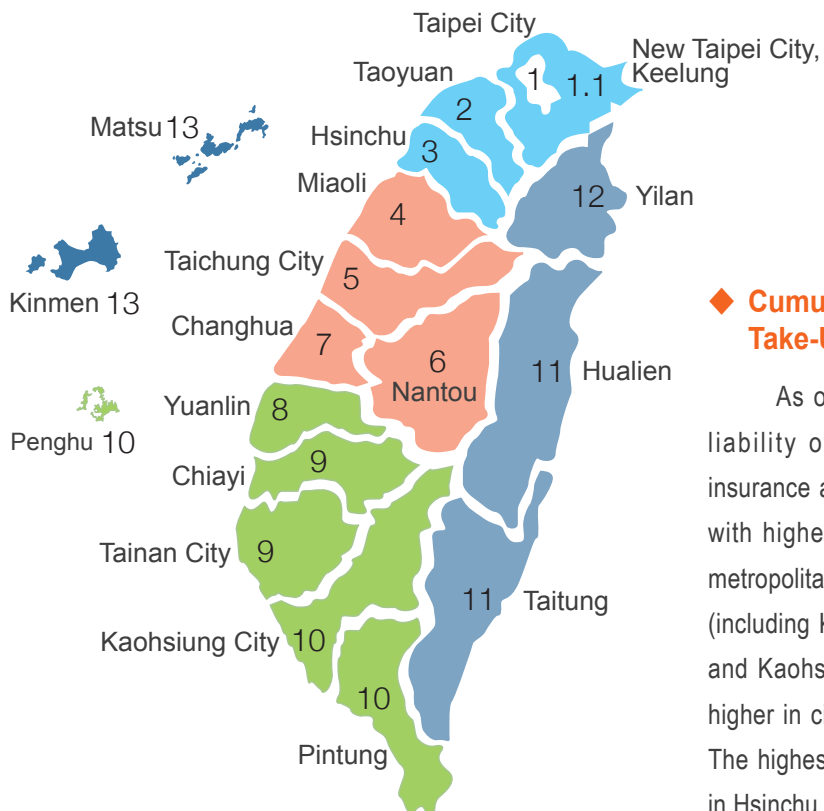 Taipei City
New Taipei City,
Keelung
1
1.1
Taoyuan
2
Matsu 13
Hsinchu
3
Miaoli
4
12
Yilan
Taichung City
5
Kinmen 13
Changhua
7
6
Nantou
11
Hualien
Yuanlin
8
Penghu 10
Chiayi
9
Tainan City
9
11
Taitung
Kaohsiung City
10
10
Pintung
◆ Cumu
Take-U
As o
liability o
insurance a
with highe
metropolita
(including K
and Kaohs
higher in ci
The highes
in Hsinchu